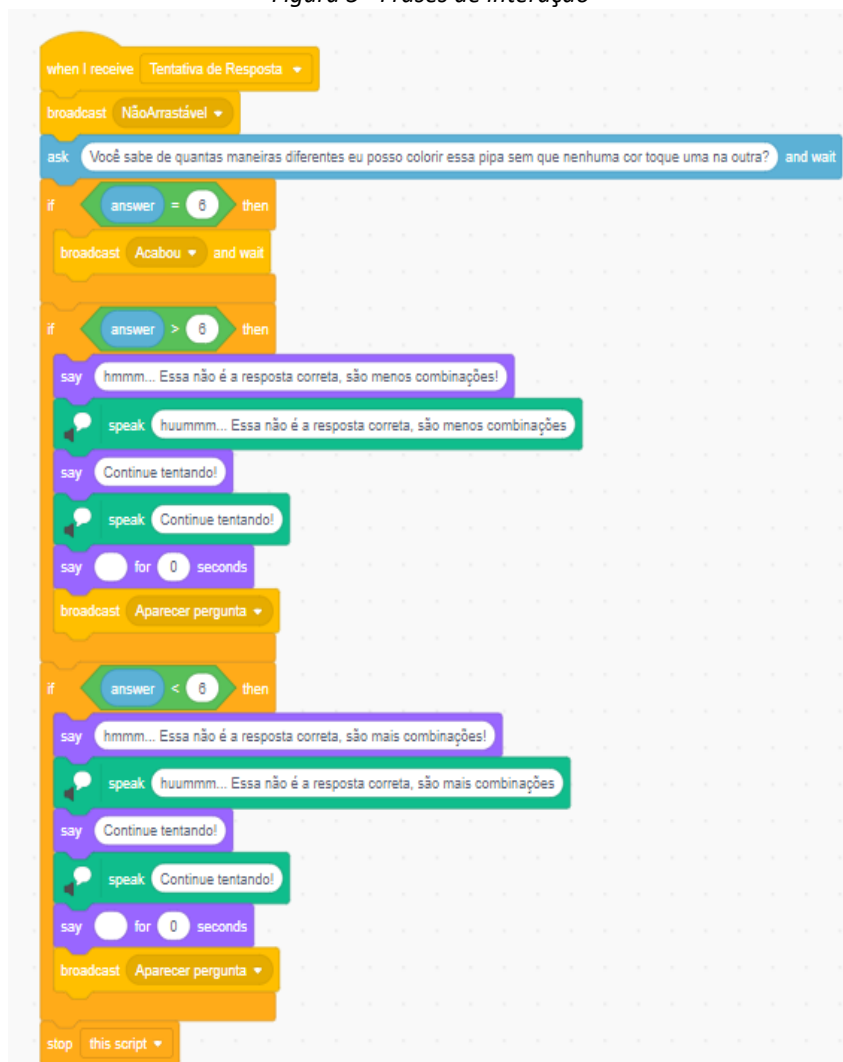 Figura 3 - Frases de interação
when I receive Tentativa de Resposta
broadcast NãoArrastável
ask Você sabe de quantas maneiras diferentes eu posso colorir essa pipa sem que nenhuma cor toque uma na outra? and wait
if answer = 6 then
broadcast Acabou and wait
if answer > 6 then
say hmmm... Essa não é a resposta correta, são menos combinações!
speak huummm... Essa não é a resposta correta, são menos combinações
say Continue tentando!
speak Continue tentando!
say for 0 seconds
broadcast Aparecer pergunta
if answer < 6 then
say hmmm... Essa não é a resposta correta, são mais combinações!
speak huummm... Essa não é a resposta correta, são mais combinações
say Continue tentando!
speak Continue tentando!
say for 0 seconds
broadcast Aparecer pergunta
stop this script